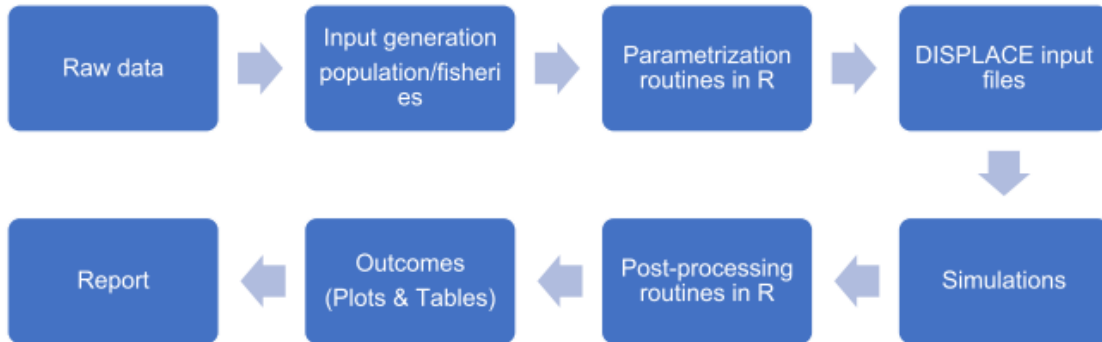 Raw data
Input generation
population/fisheri
es
Parametrization
routines in R
DISPLACE input
files
Simulations
Post-processing
routines in R
Outcomes
(Plots & Tables)
Report